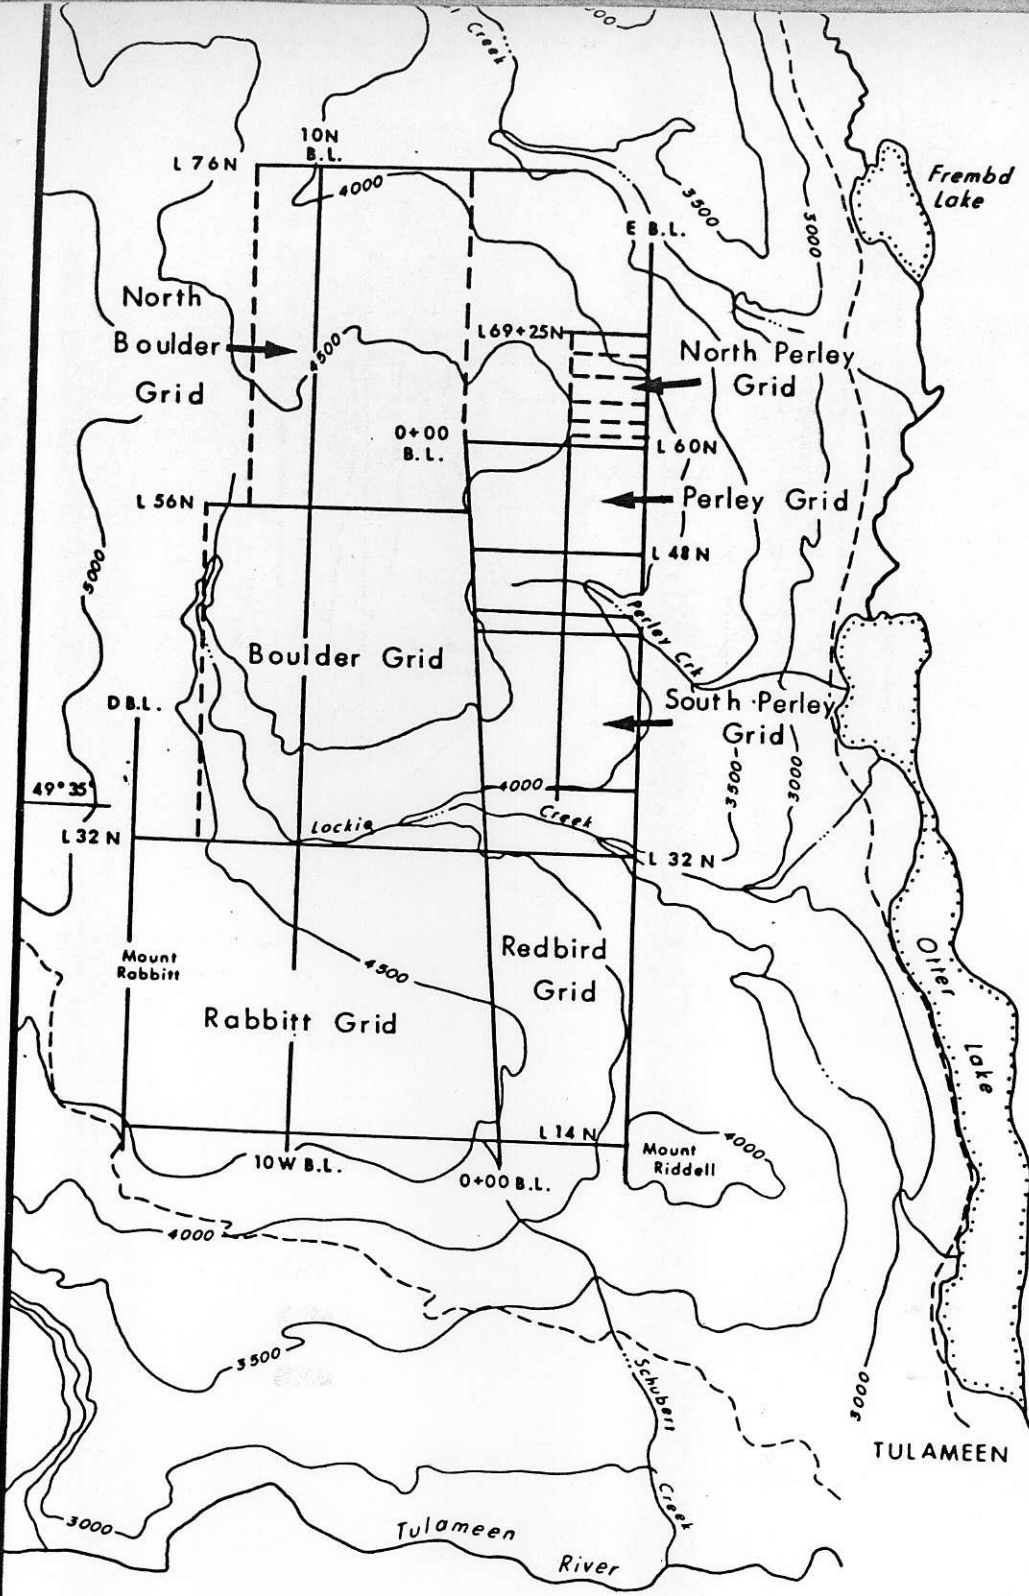 Creek
10N
B.L.
L 76N
4000
3500
3000
Frembd
Lake
E B.L.
North
Boulder
Grid
4500
L69+25N
North Perley
Grid
0+00
B.L.
L 60N
L 56N
Perley Grid
5000
L 48N
Perley Crk
Boulder Grid
D B.L.
South Perley
Grid
49°35'
4000
3500
3000
L 32 N
Lockie
Creek
L 32 N
Mount
Rabbitt
4500
Redbird
Grid
Otter
Lake
Rabbitt Grid
L 14 N
4000
Mount
Riddell
10W B.L.
0+00 B.L.
4000
3500
3000
Schubert
Creek
TULAMEEN
3000
Tulameen
River